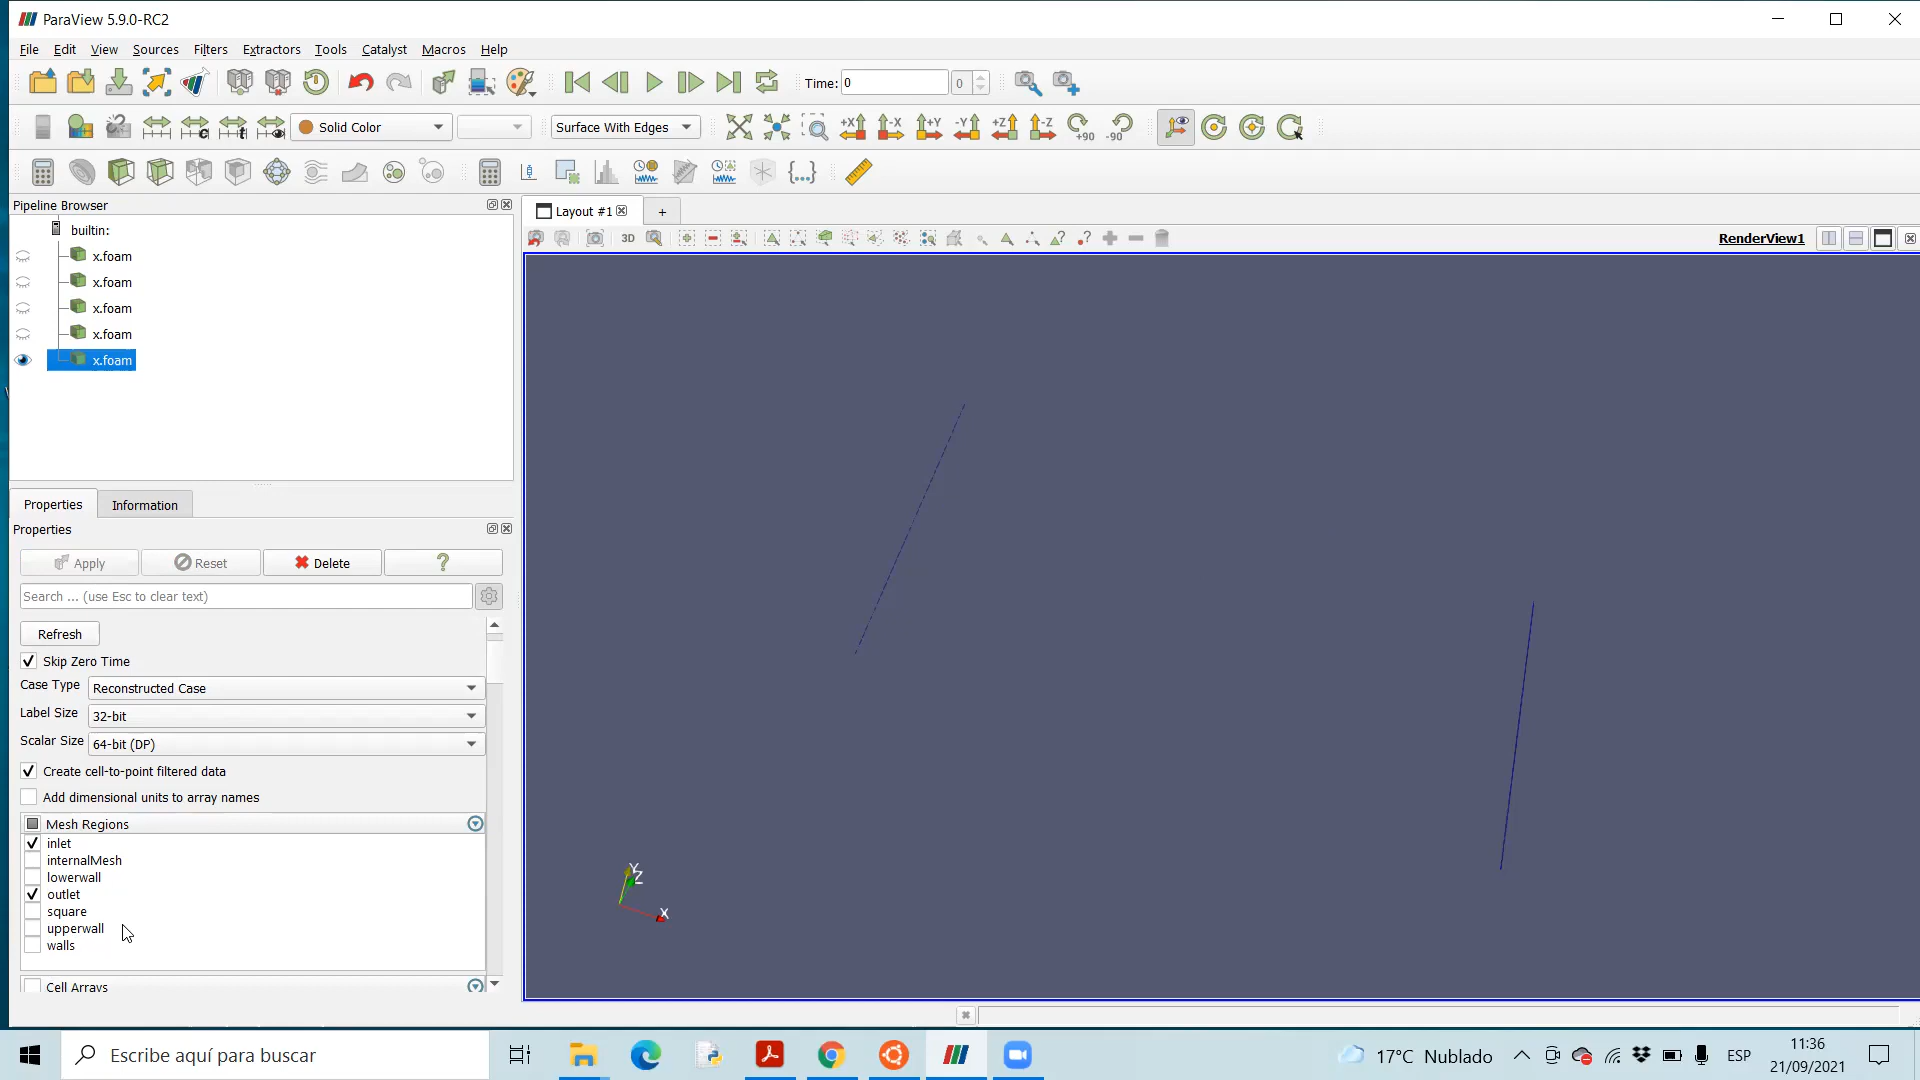 ParaView 5.9.0-RC2
File Edit View Sources Filters Extractors Tools Catalyst Macros Help
Time: 0 0
Solid Color Surface With Edges +X -X +Y -Y +Z -Z +90 -90
Pipeline Browser
Layout #1 +
builtin:
3D RenderView1
x.foam
x.foam
x.foam
x.foam
x.foam
Properties Information
Properties
Apply Reset Delete ?
Search ... (use Esc to clear text)
Refresh
Skip Zero Time
Case Type Reconstructed Case
Label Size 32-bit
Scalar Size 64-bit (DP)
Create cell-to-point filtered data
Add dimensional units to array names
Mesh Regions
inlet
internalMesh
lowerwall
outlet
square
upperwall
walls
Cell Arrays
Y
Z
X
Escribe aquí para buscar
17°C Nublado ESP
11:36
21/09/2021